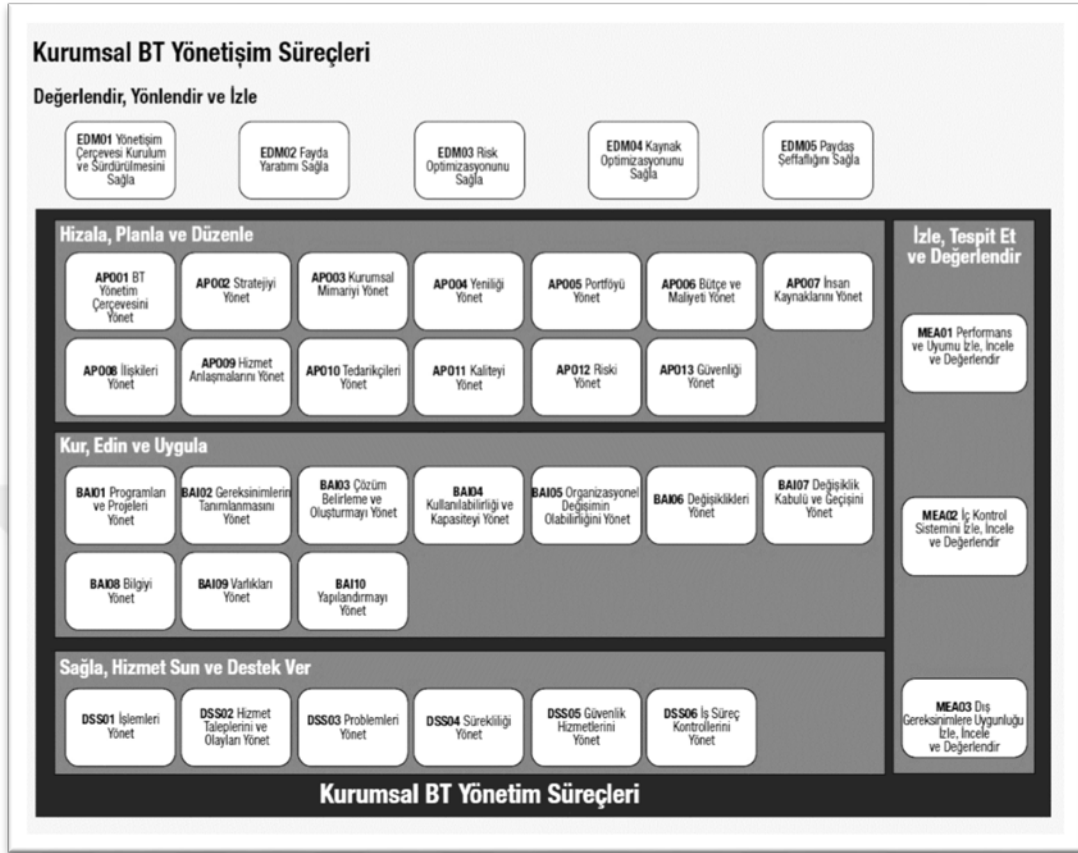 Kurumsal BT Yönetişim Süreçleri
Değerlendir, Yönlendir ve İzle
EDM01 Yönetişim
Çerçevesi Kurulum
ve Sürdürülmesini
Sağla
EDM02 Fayda
Yaratımı Sağla
EDM03 Risk
Optimizasyonunu
Sağla
EDM04 Kaynak
Optimizasyonunu
Sağla
EDM05 Paydaş
Şeffaflığını Sağla
Hizala, Planla ve Düzenle
APO01 BT
Yönetim
Çerçevesini
Yönet
APO02 Stratejiyi
Yönet
APO03 Kurumsal
Mimariyi Yönet
APO04 Yeniliği
Yönet
APO05 Portföyü
Yönet
APO06 Bütçe ve
Maliyeti Yönet
APO07 İnsan
Kaynaklarını Yönet
APO08 İlişkileri
Yönet
APO09 Hizmet
Anlaşmalarını Yönet
APO10 Tedarikçileri
Yönet
APO11 Kaliteyi
Yönet
APO12 Riski
Yönet
APO13 Güvenliği
Yönet
Kur, Edin ve Uygula
BAI01 Programları
ve Projeleri
Yönet
BAI02 Gereksinimlerin
Tanımlanmasını
Yönet
BAI03 Çözüm
Belirleme ve
Oluşturmayı Yönet
BAI04
Kullanılabilirliği ve
Kapasiteyi Yönet
BAI05 Organizasyonel
Değişimin
Olabilirliğini Yönet
BAI06 Değişiklikleri
Yönet
BAI07 Değişiklik
Kabulü ve Geçişini
Yönet
BAI08 Bilgiyi
Yönet
BAI09 Varlıkları
Yönet
BAI10
Yapılandırmayı
Yönet
Sağla, Hizmet Sun ve Destek Ver
DSS01 İşlemleri
Yönet
DSS02 Hizmet
Taleplerini ve
Olayları Yönet
DSS03 Problemleri
Yönet
DSS04 Sürekliliği
Yönet
DSS05 Güvenlik
Hizmetlerini
Yönet
DSS06 İş Süreç
Kontrollerini
Yönet
İzle, Tespit Et
ve Değerlendir
MEA01 Performans
ve Uyumu İzle, İncele
ve Değerlendir
MEA02 İç Kontrol
Sistemini İzle, İncele
ve Değerlendir
MEA03 Dış
Gereksinimlere Uygunluğu
İzle, İncele
ve Değerlendir
Kurumsal BT Yönetim Süreçleri